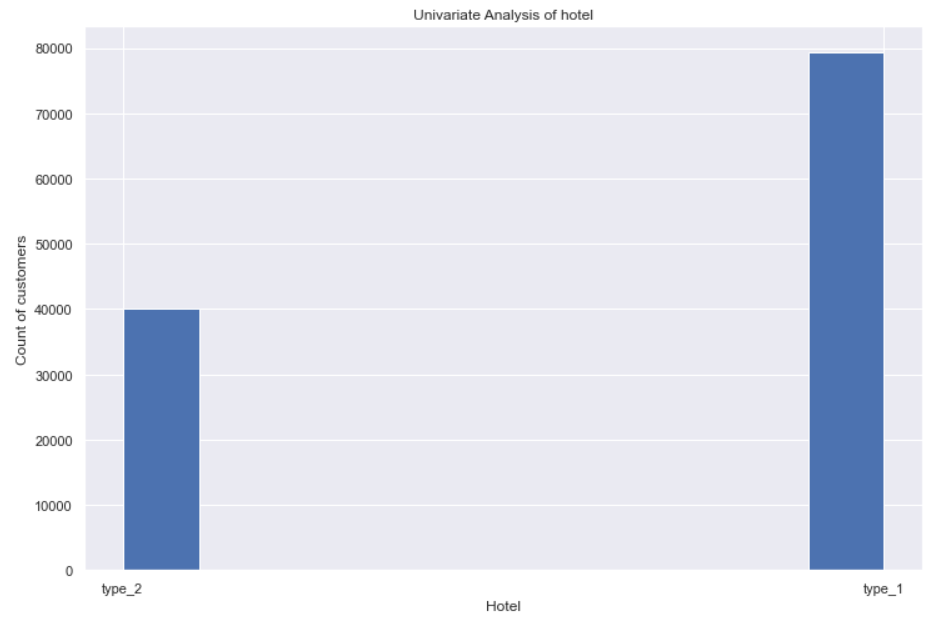 Univariate Analysis of hotel
80000
70000
60000
50000
40000
30000
20000
10000
0
Count of customers
type_2
type_1
Hotel